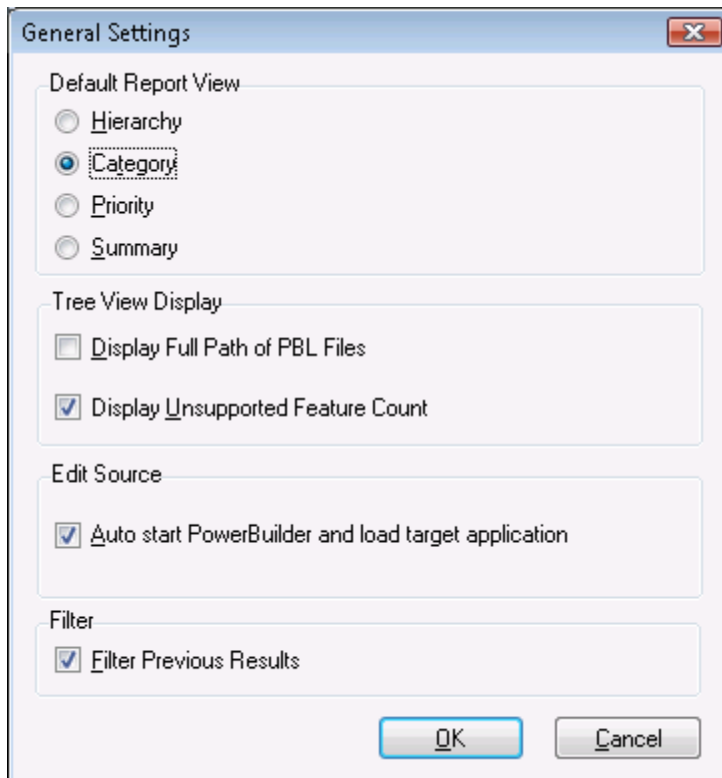 General Settings
Default Report View
Hierarchy
Category
Priority
Summary
Tree View Display
Display Full Path of PBL Files
Display Unsupported Feature Count
Edit Source
Auto start PowerBuilder and load target application
Filter
Filter Previous Results
OK Cancel